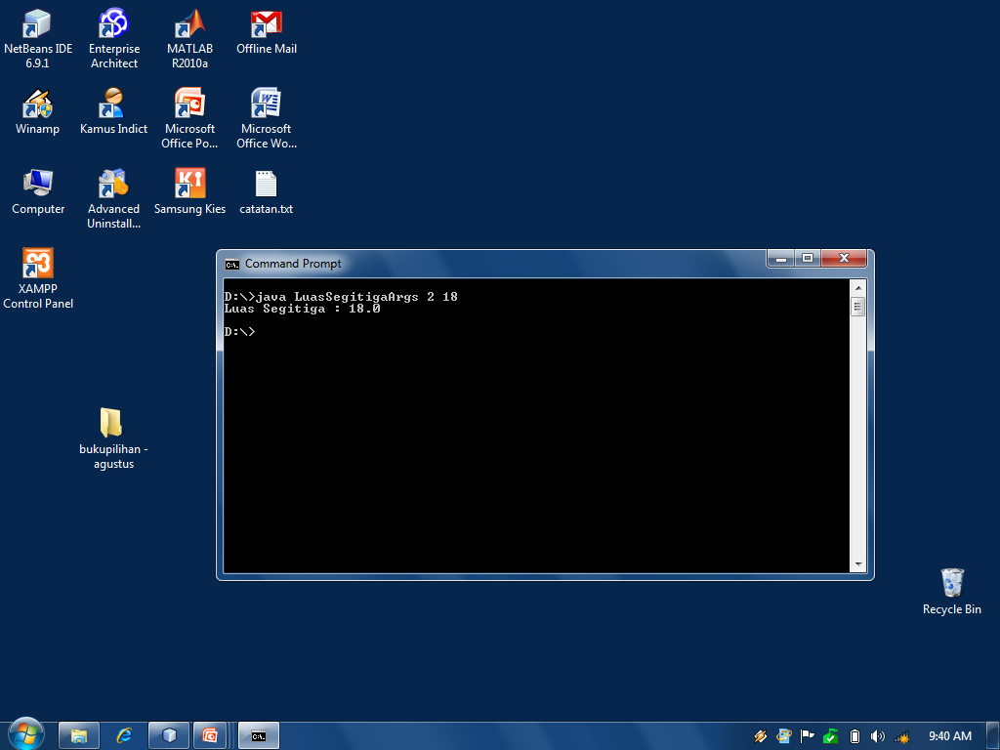 NetBeans IDE
6.9.1
Enterprise
Architect
MATLAB
R2010a
Offline Mail
Winamp
Kamus Indict
Microsoft
Office Po...
Microsoft
Office Wo...
Computer
Advanced
Uninstall...
Samsung Kies
catatan.txt
XAMPP
Control Panel
bukupilihan -
agustus
Command Prompt
D:\>java LuasSegitigaArgs 2 18
Luas Segitiga : 18.0
D:\>
Recycle Bin
9:40 AM